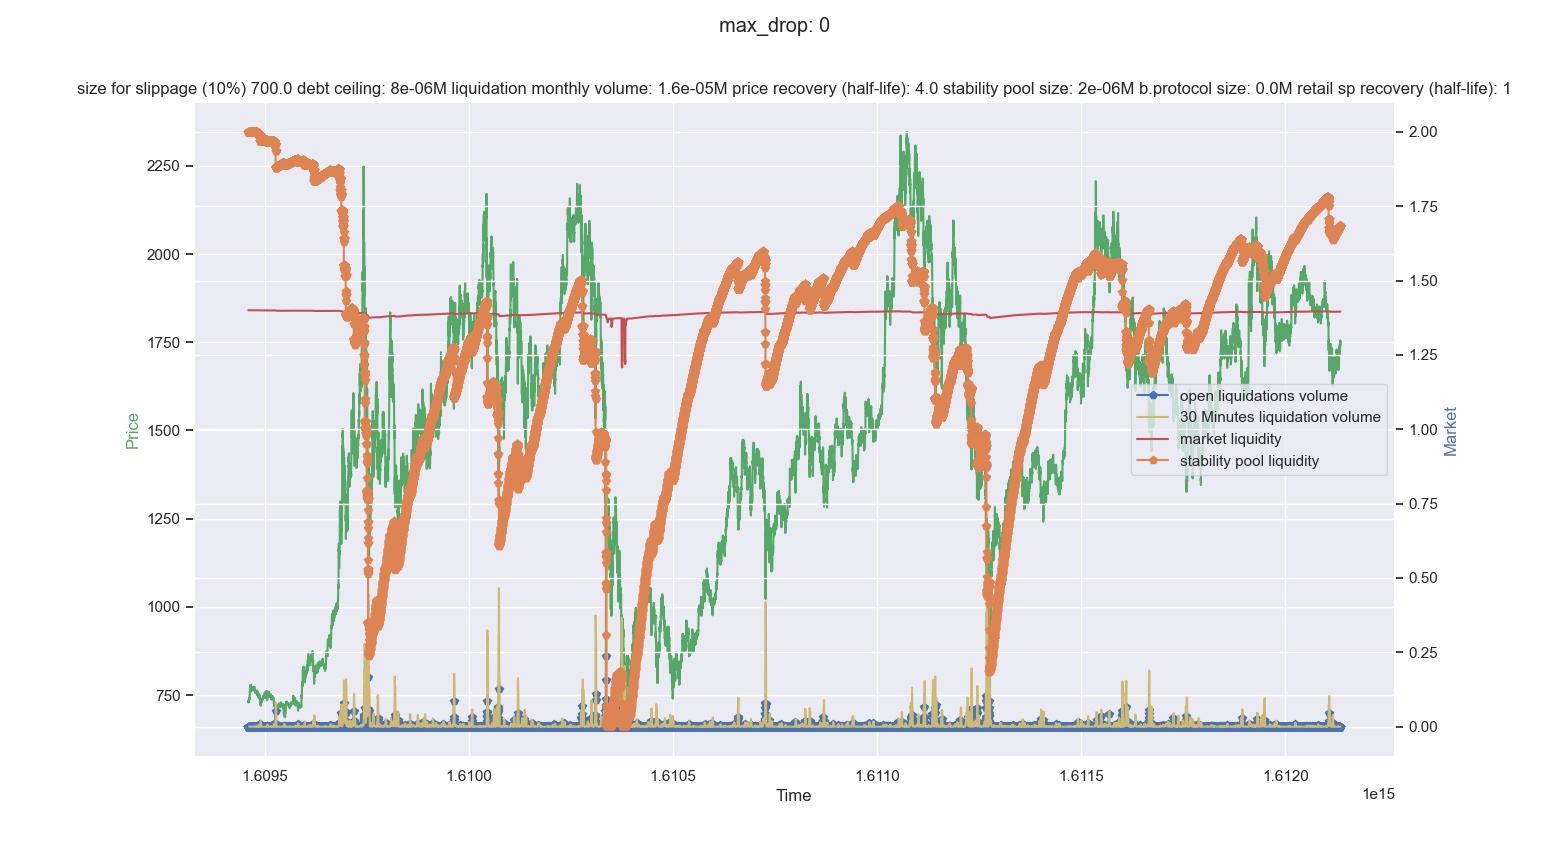 max_drop: 0
size for slippage (10%) 700.0 debt ceiling: 8e-06M liquidation monthly volume: 1.6e-05M price recovery (half-life): 4.0 stability pool size: 2e-06M b.protocol size: 0.0M retail sp recovery (half-life): 1
2250
2000
1750
1500
1250
1000
750
Price
2.00
1.75
1.50
1.25
1.00
0.75
0.50
0.25
0.00
Market
open liquidations volume
30 Minutes liquidation volume
market liquidity
stability pool liquidity
1.6095 1.6100 1.6105 1.6110 1.6115 1.6120
Time
1e15